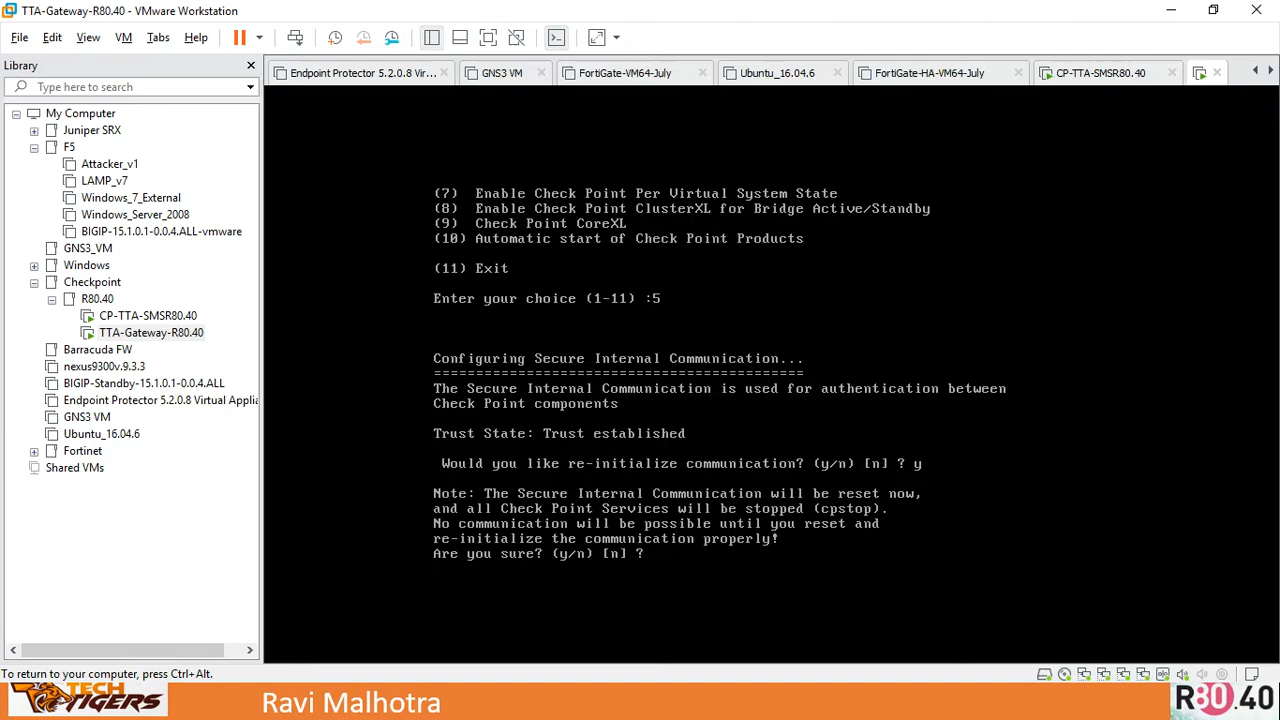 TTA-Gateway-R80.40 - VMware Workstation
File Edit View VM Tabs Help
Library
Type here to search
My Computer
Juniper SRX
F5
Attacker_v1
LAMP_v7
Windows_7_External
Windows_Server_2008
BIGIP-15.1.0.1-0.0.4.ALL-vmware
GNS3_VM
Windows
Checkpoint
R80.40
CP-TTA-SMSR80.40
TTA-Gateway-R80.40
Barracuda FW
nexus9300v.9.3.3
BIGIP-Standby-15.1.0.1-0.0.4.ALL
Endpoint Protector 5.2.0.8 Virtual Appli
GNS3 VM
Ubuntu_16.04.6
Fortinet
Shared VMs
Endpoint Protector 5.2.0.8 Vir... GNS3 VM FortiGate-VM64-July Ubuntu_16.04.6 FortiGate-HA-VM64-July CP-TTA-SMSR80.40
(7) Enable Check Point Per Virtual System State
(8) Enable Check Point ClusterXL for Bridge Active/Standby
(9) Check Point CoreXL
(10) Automatic start of Check Point Products
(11) Exit
Enter your choice (1-11) :5
Configuring Secure Internal Communication...
============================================
The Secure Internal Communication is used for authentication between
Check Point components
Trust State: Trust established
Would you like re-initialize communication? (y/n) [n] ? y
Note: The Secure Internal Communication will be reset now,
and all Check Point Services will be stopped (cpstop).
No communication will be possible until you reset and
re-initialize the communication properly!
Are you sure? (y/n) [n] ?
To return to your computer, press Ctrl+Alt.
TECH
TIGERS
Ravi Malhotra
R80.40